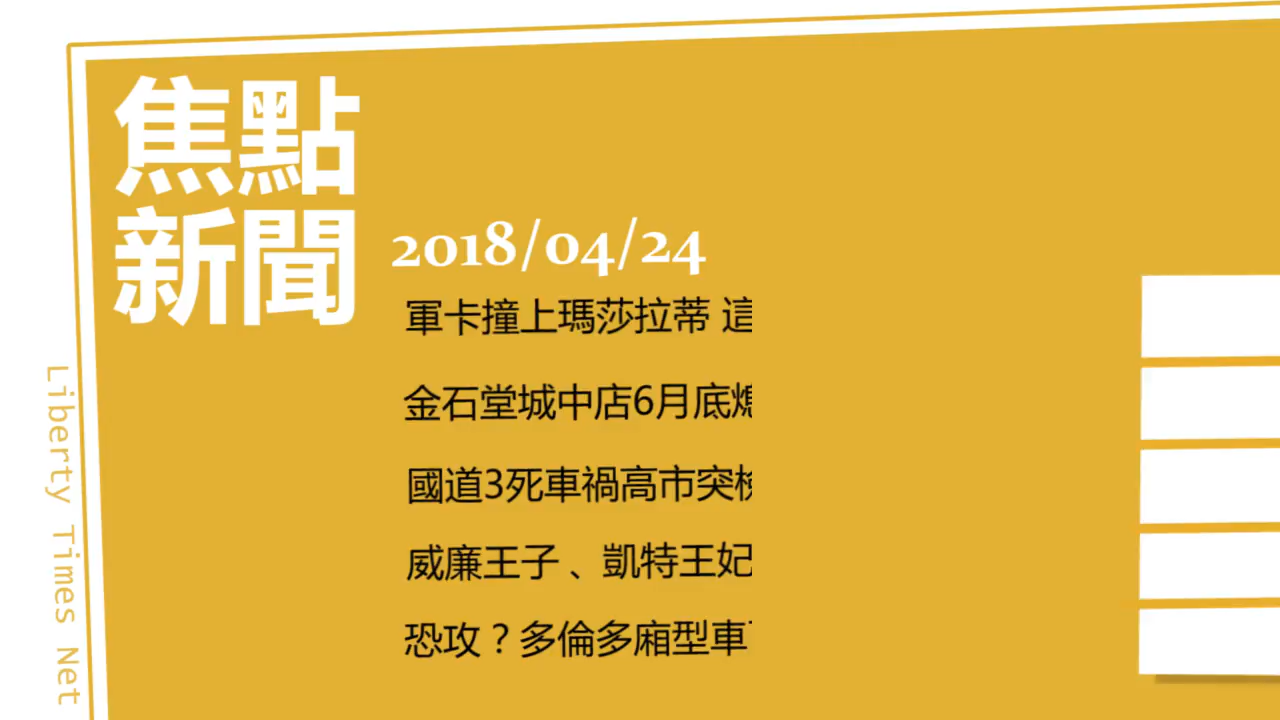 焦點
新聞
2018/04/24
軍卡撞上瑪莎拉蒂 這
金石堂城中店6月底
國道3死車禍高市突
威廉王子、凱特王妃
恐攻？多倫多廂型車
Liberty Times Net